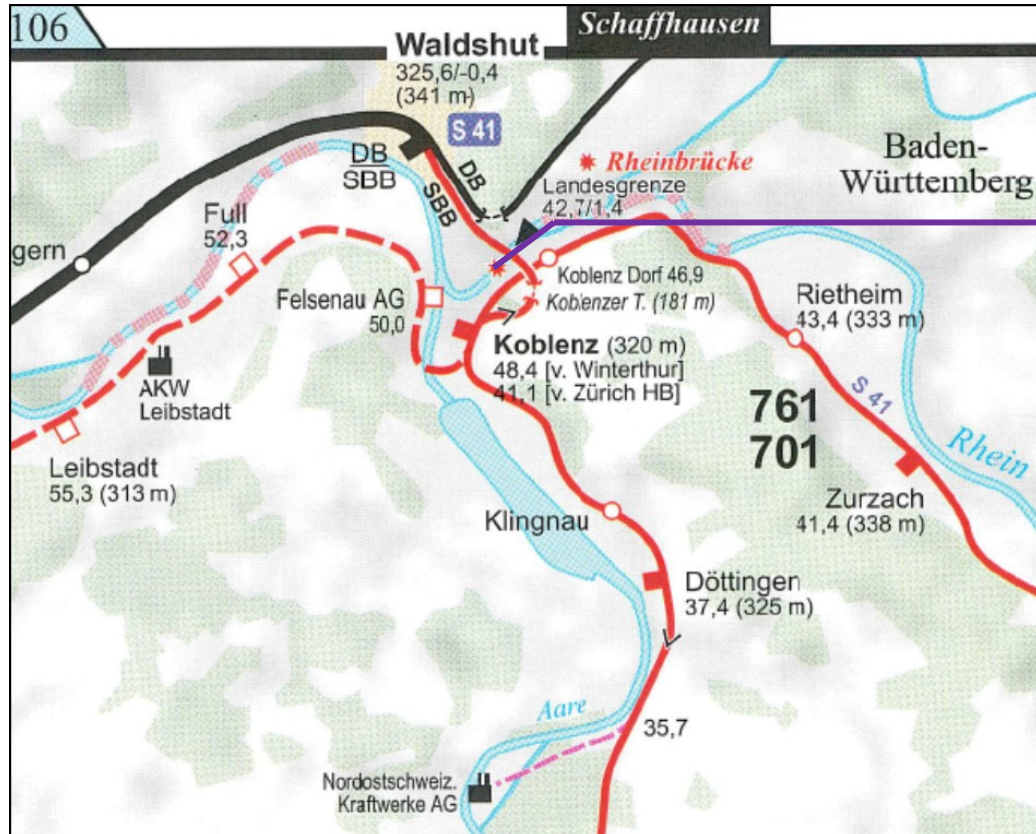 106
Schaffhausen
Waldshut
325,6/-0,4
(341 m)
S 41
DB
SBB
DB
SBB
Rheinbrücke
Landesgrenze
42,7/1,4
Baden-
Württemberg
Full
52,3
gern
Koblenz Dorf 46,9
Koblenzer T. (181 m)
Felsenau AG
50,0
Rietheim
43,4 (333 m)
Koblenz (320 m)
48,4 [v. Winterthur]
41,1 [v. Zürich HB]
AKW
Leibstadt
S 41
761
701
Rhein
Leibstadt
55,3 (313 m)
Zurzach
41,4 (338 m)
Klingnau
Döttingen
37,4 (325 m)
Aare
35,7
Nordostschweiz.
Kraftwerke AG